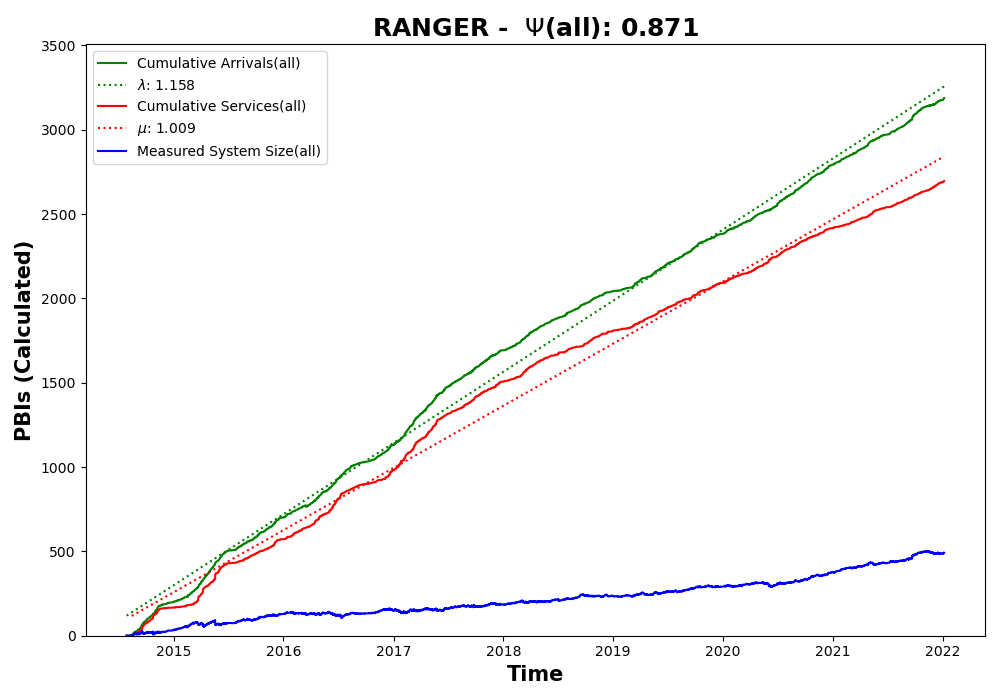 RANGER - Ψ(all): 0.871
Cumulative Arrivals(all)
λ: 1.158
Cumulative Services(all)
μ: 1.009
Measured System Size(all)
PBIs (Calculated)
3500
3000
2500
2000
1500
1000
500
0
2015 2016 2017 2018 2019 2020 2021 2022
Time